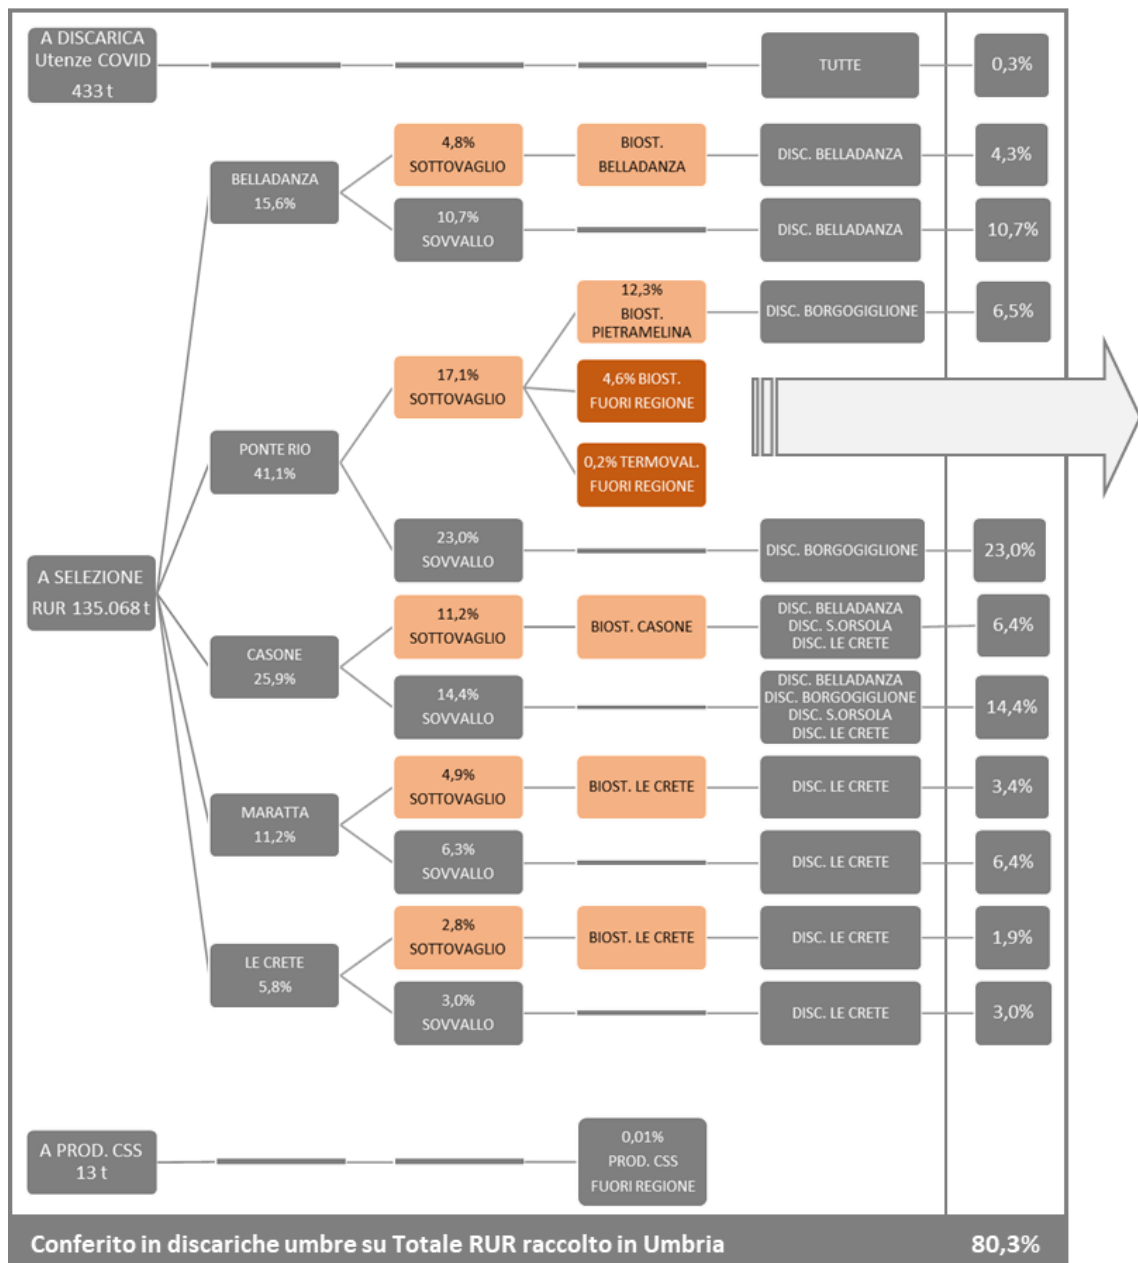 A DISCARICA
Utenze COVID
433 t
TUTTE
0,3%
BELLADANZA
15,6%
4,8%
SOTTOVAGLIO
BIOST.
BELLADANZA
DISC. BELLADANZA
4,3%
10,7%
SOVVALLO
DISC. BELLADANZA
10,7%
PONTE RIO
41,1%
17,1%
SOTTOVAGLIO
12,3%
BIOST.
PIETRAMELINA
DISC. BORGOGIGLIONE
6,5%
4,6% BIOST.
FUORI REGIONE
0,2% TERMOVAL.
FUORI REGIONE
23,0%
SOVVALLO
DISC. BORGOGIGLIONE
23,0%
A SELEZIONE
RUR 135.068 t
CASONE
25,9%
11,2%
SOTTOVAGLIO
BIOST. CASONE
DISC. BELLADANZA
DISC. S.ORSOLA
DISC. LE CRETE
6,4%
14,4%
SOVVALLO
DISC. BELLADANZA
DISC. BORGOGIGLIONE
DISC. S.ORSOLA
DISC. LE CRETE
14,4%
MARATTA
11,2%
4,9%
SOTTOVAGLIO
BIOST. LE CRETE
DISC. LE CRETE
3,4%
6,3%
SOVVALLO
DISC. LE CRETE
6,4%
LE CRETE
5,8%
2,8%
SOTTOVAGLIO
BIOST. LE CRETE
DISC. LE CRETE
1,9%
3,0%
SOVVALLO
DISC. LE CRETE
3,0%
A PROD. CSS
13 t
0,01%
PROD. CSS
FUORI REGIONE
Conferito in discariche umbre su Totale RUR raccolto in Umbria 80,3%